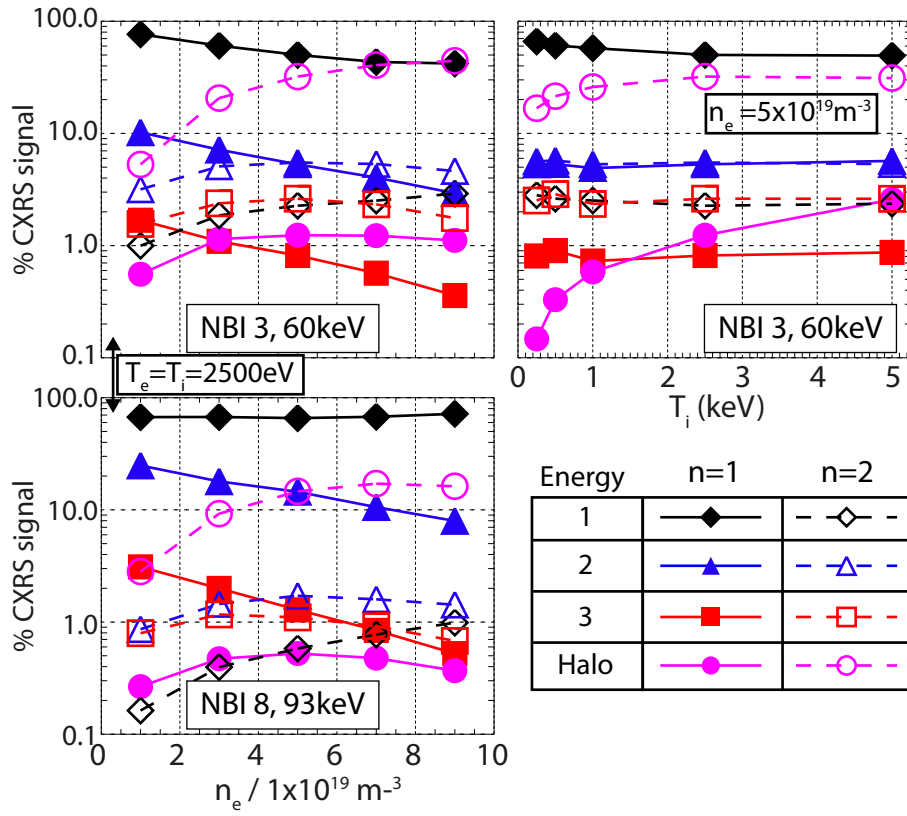 100.0
10.0
1.0
0.1
% CXRS signal
NBI 3, 60keV
n_e =5x10^19 m^-3
NBI 3, 60keV
0 1 2 3 4 5
T_i (keV)
T_e=T_i=2500eV
100.0
10.0
1.0
0.1
% CXRS signal
NBI 8, 93keV
0 2 4 6 8 10
n_e / 1x10^19 m^-3
Energy n=1 n=2
1
2
3
Halo